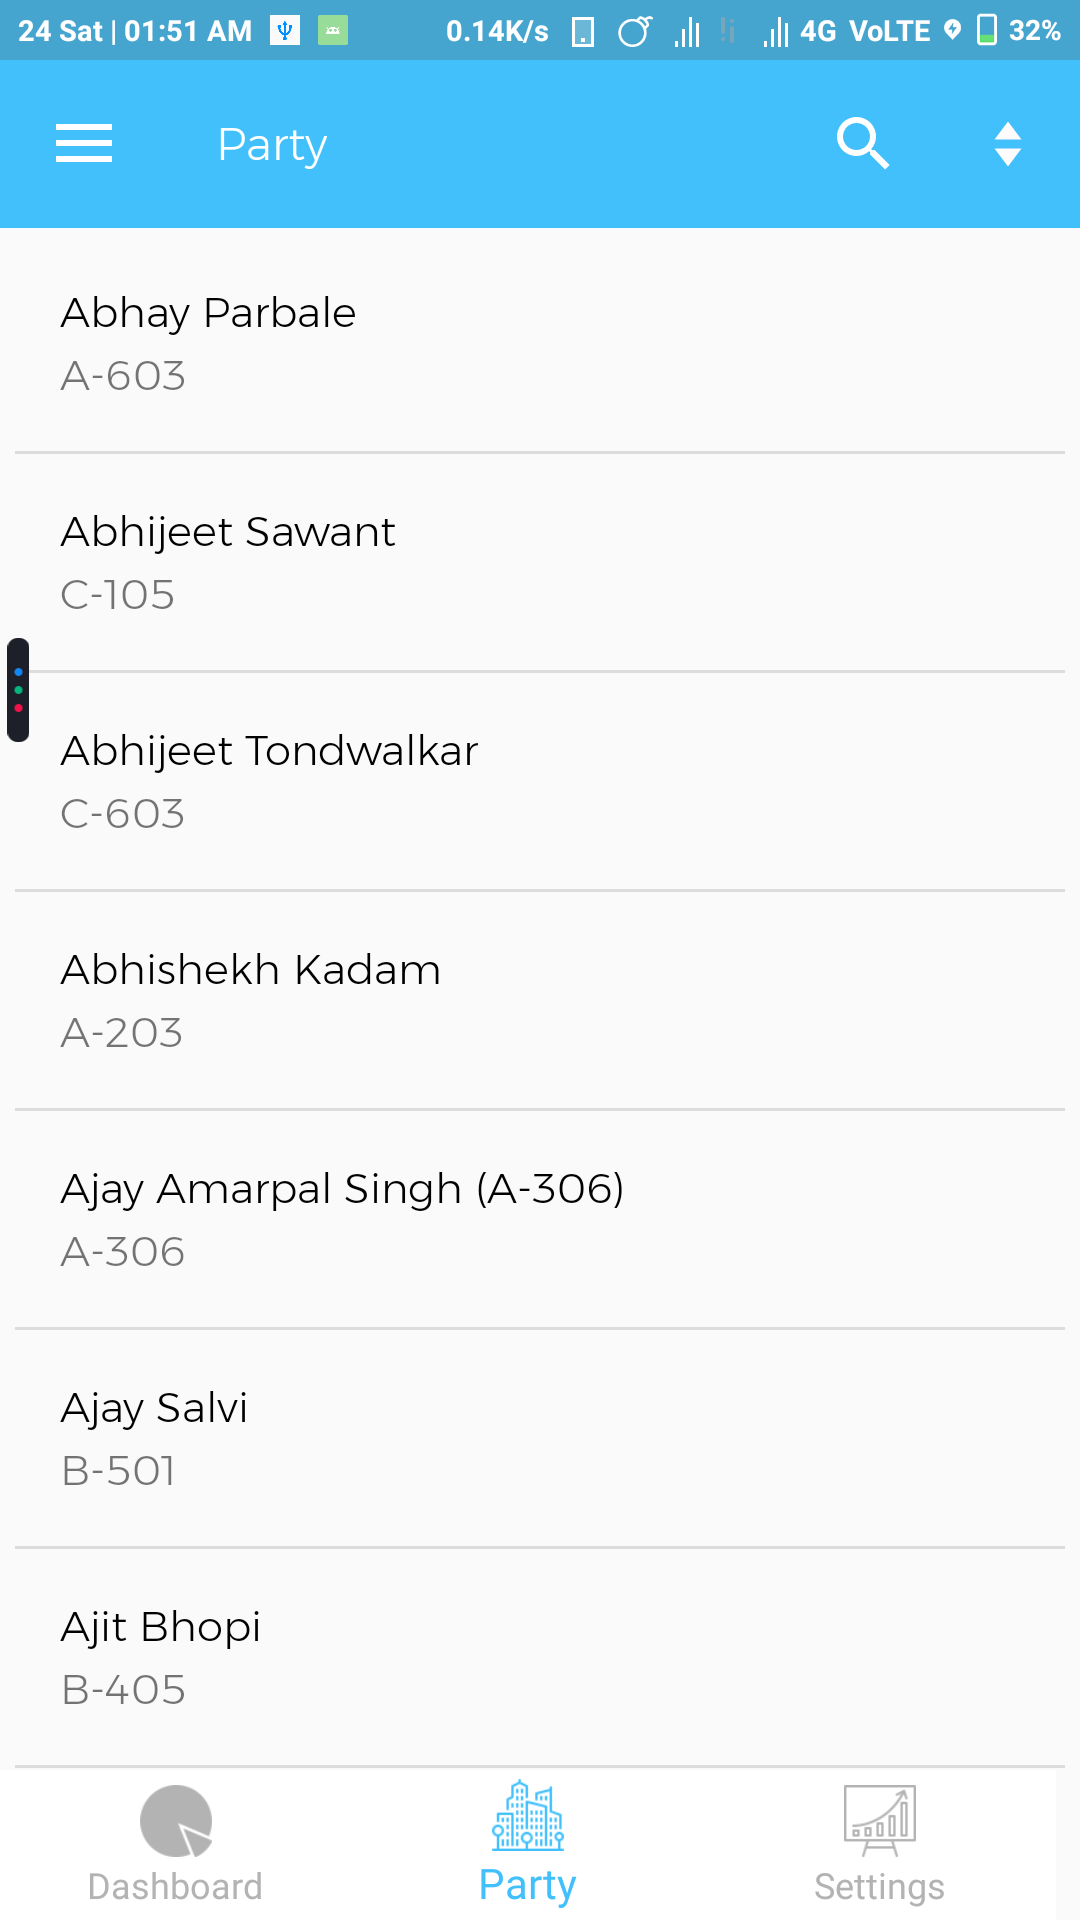 24 Sat | 01:51 AM 0.14K/s 4G VoLTE 32%
Party
Abhay Parbale
A-603
Abhijeet Sawant
C-105
Abhijeet Tondwalkar
C-603
Abhishekh Kadam
A-203
Ajay Amarpal Singh (A-306)
A-306
Ajay Salvi
B-501
Ajit Bhopi
B-405
Dashboard Party Settings